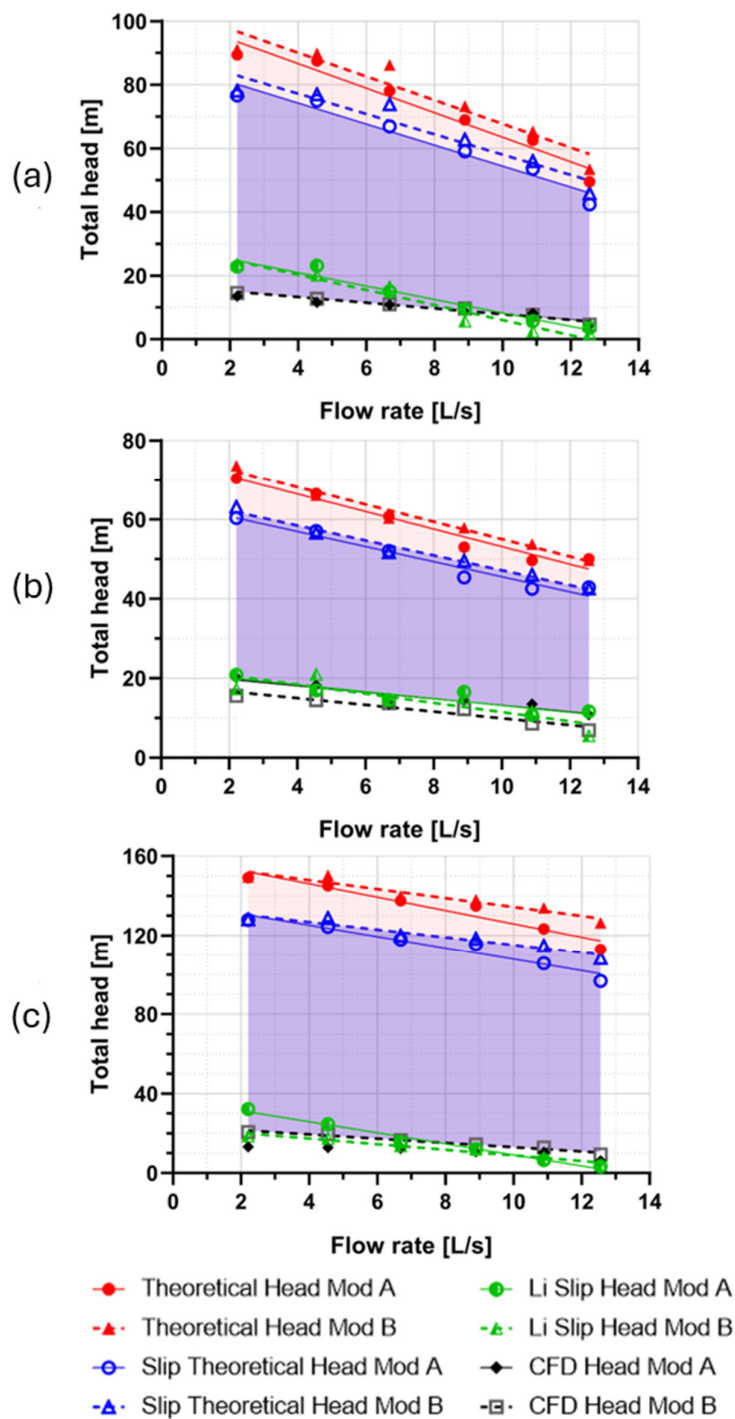 (a)
Total head [m]
100
80
60
40
20
0
0 2 4 6 8 10 12 14
Flow rate [L/s]
(b)
Total head [m]
80
60
40
20
0
0 2 4 6 8 10 12 14
Flow rate [L/s]
(c)
Total head [m]
160
120
80
40
0
0 2 4 6 8 10 12 14
Flow rate [L/s]
Theoretical Head Mod A Li Slip Head Mod A
Theoretical Head Mod B Li Slip Head Mod B
Slip Theoretical Head Mod A CFD Head Mod A
Slip Theoretical Head Mod B CFD Head Mod B